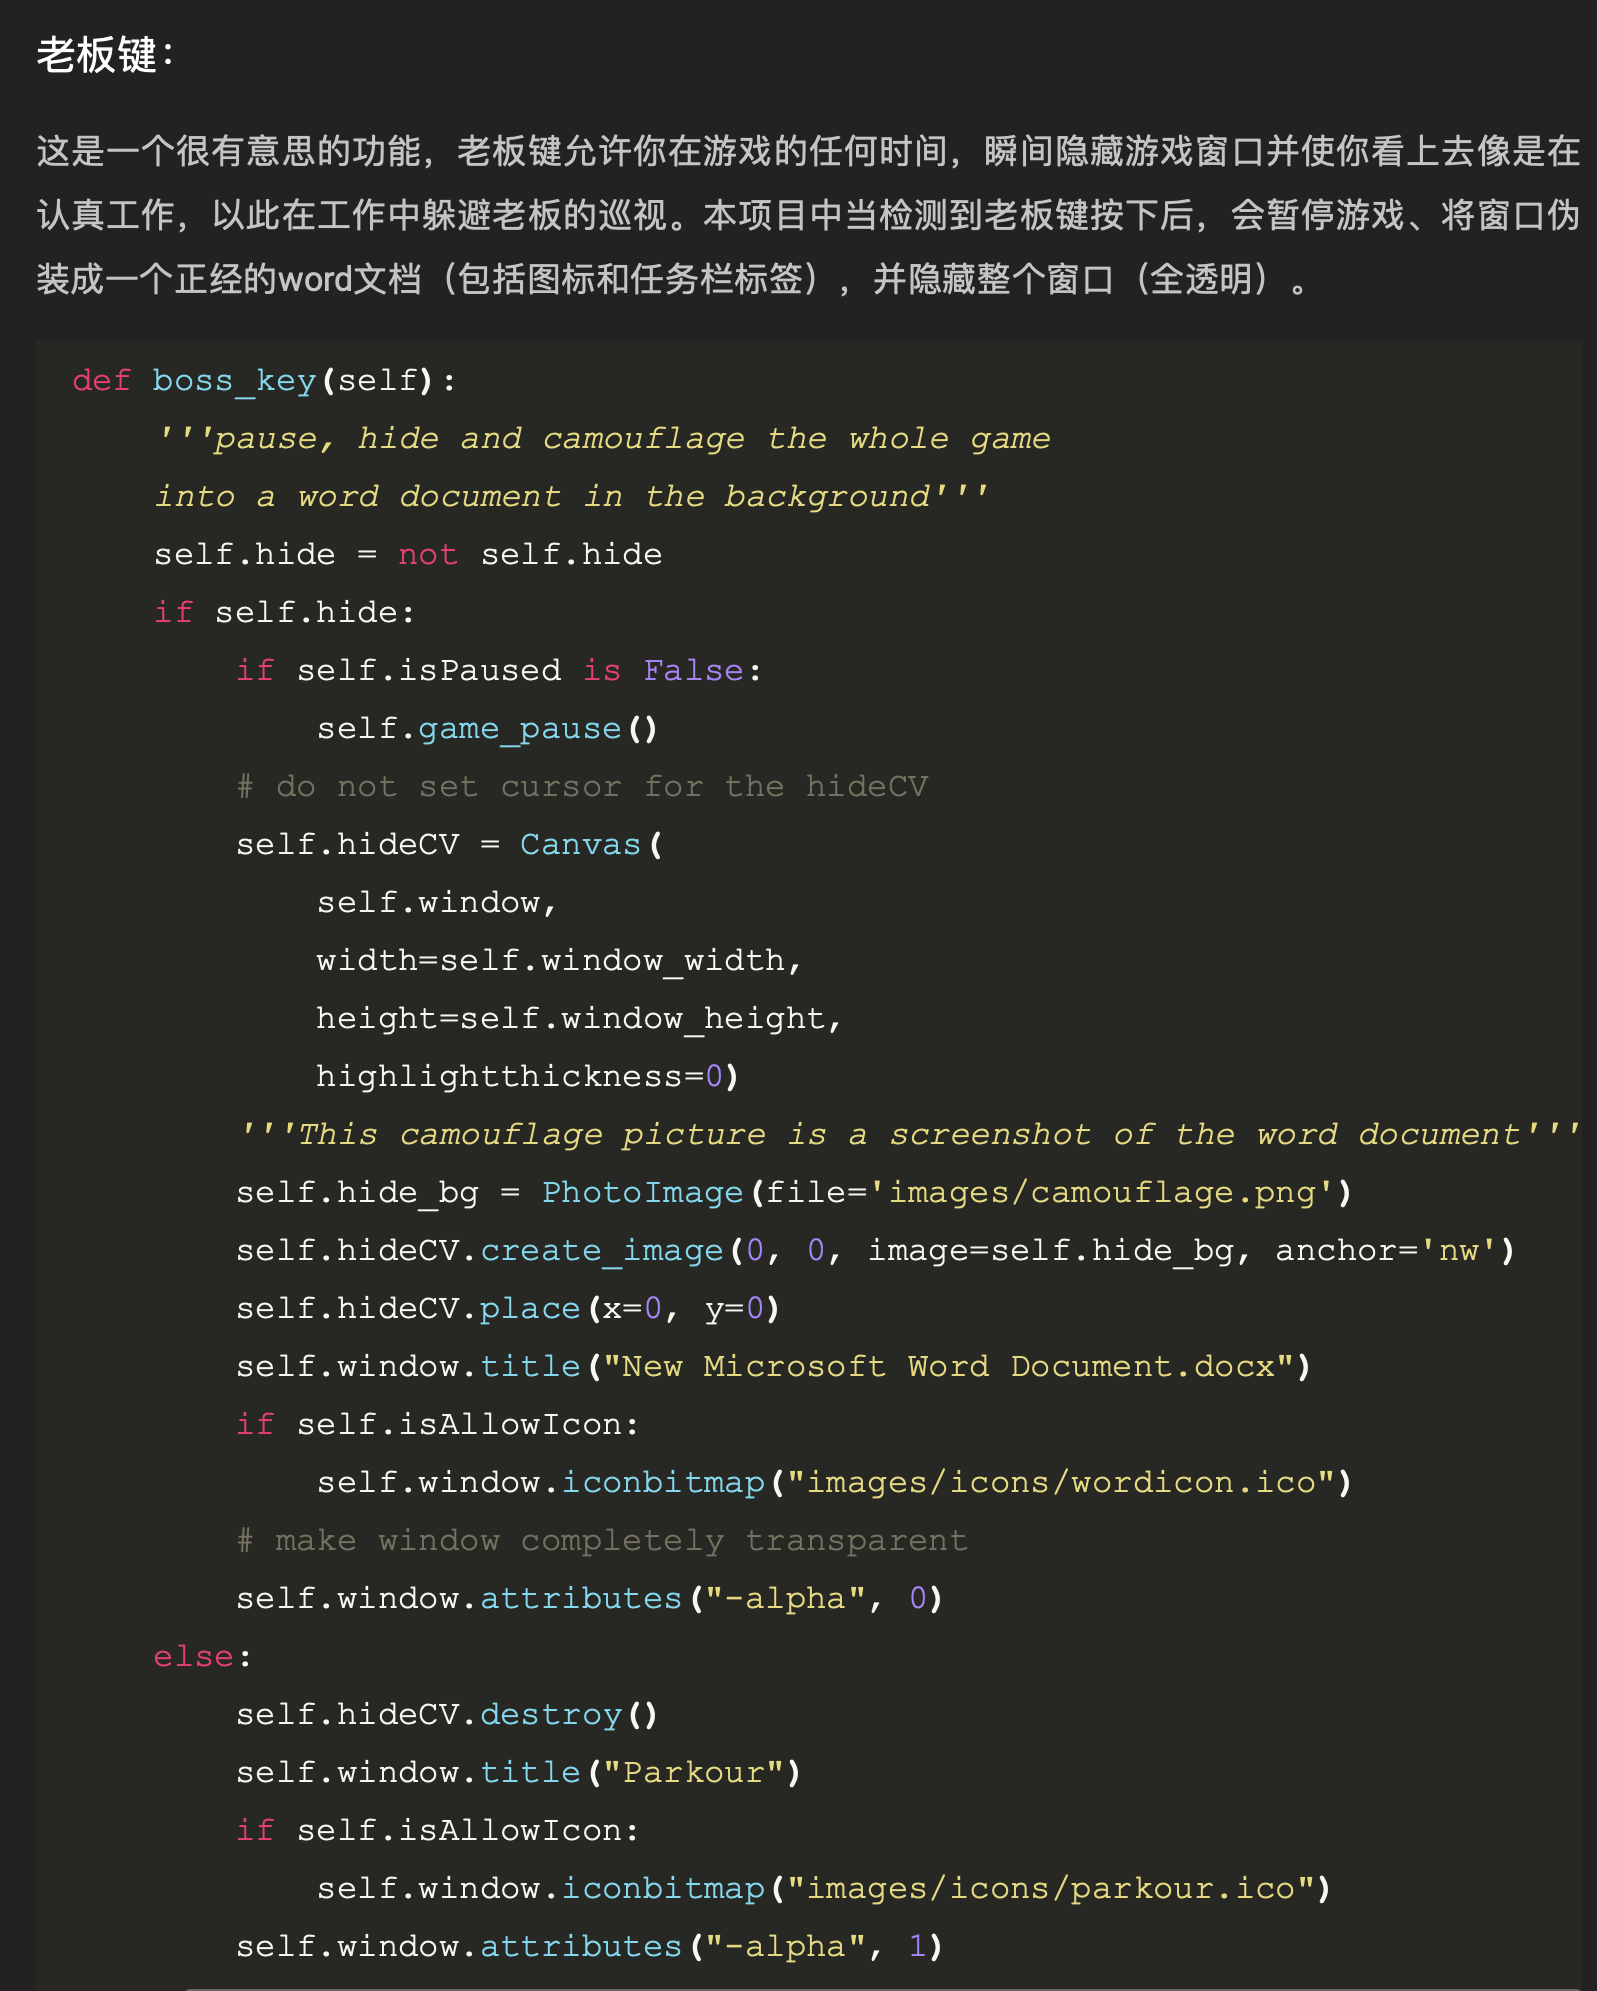 老板键：
这是一个很有意思的功能，老板键允许你在游戏的任何时间，瞬间隐藏游戏窗口并使你看上去像是在
认真工作，以此在工作中躲避老板的巡视。本项目中当检测到老板键按下后，会暂停游戏、将窗口伪
装成一个正经的word文档（包括图标和任务栏标签），并隐藏整个窗口（全透明）。
def boss_key(self):
    '''pause, hide and camouflage the whole game
    into a word document in the background'''
    self.hide = not self.hide
    if self.hide:
        if self.isPaused is False:
            self.game_pause()
        # do not set cursor for the hideCV
        self.hideCV = Canvas(
            self.window,
            width=self.window_width,
            height=self.window_height,
            highlightthickness=0)
        '''This camouflage picture is a screenshot of the word document'''
        self.hide_bg = PhotoImage(file='images/camouflage.png')
        self.hideCV.create_image(0, 0, image=self.hide_bg, anchor='nw')
        self.hideCV.place(x=0, y=0)
        self.window.title("New Microsoft Word Document.docx")
        if self.isAllowIcon:
            self.window.iconbitmap("images/icons/wordicon.ico")
        # make window completely transparent
        self.window.attributes("-alpha", 0)
    else:
        self.hideCV.destroy()
        self.window.title("Parkour")
        if self.isAllowIcon:
            self.window.iconbitmap("images/icons/parkour.ico")
        self.window.attributes("-alpha", 1)